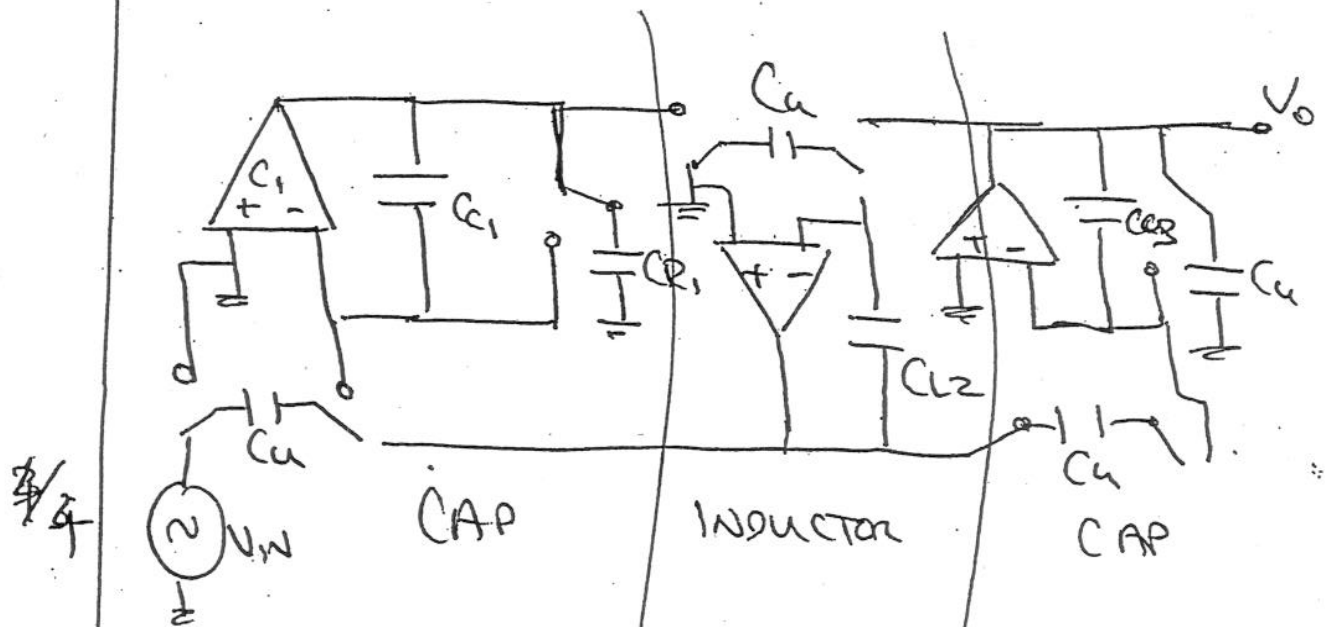 Cu
Vo
C1
+ -
CC1
CR1
+ -
CL2
+ -
CC3
Cu
Cu
VIN
Cu
CAP
INDUCTOR
CAP